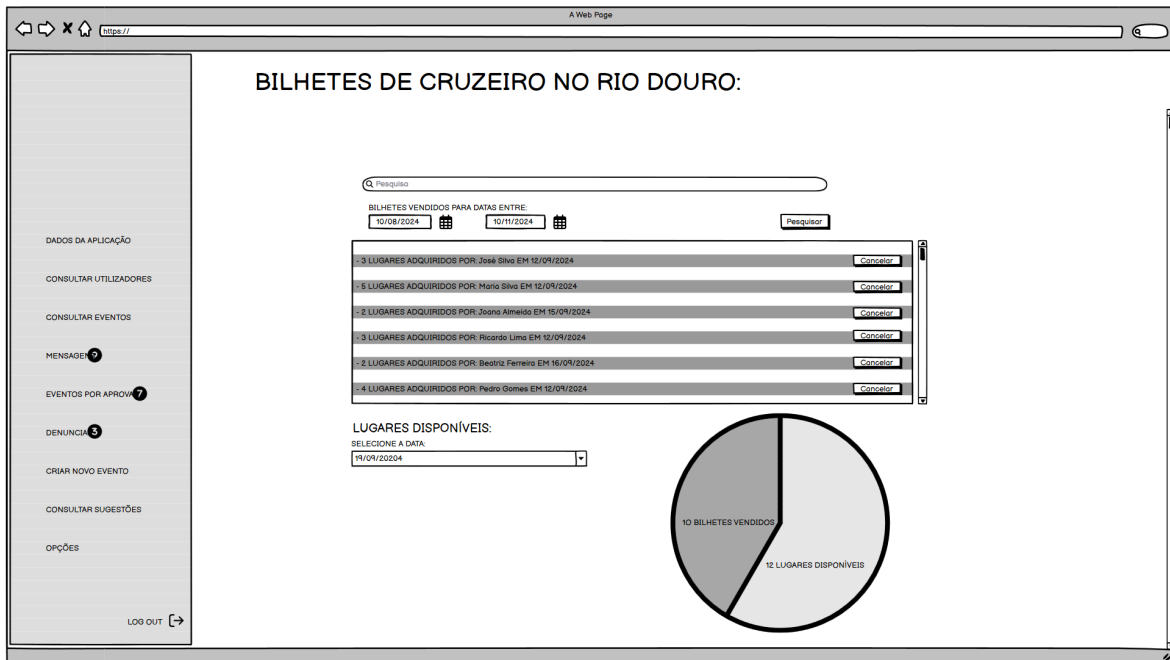 A Web Page
https://
BILHETES DE CRUZEIRO NO RIO DOURO:
Pesquisa
BILHETES VENDIDOS PARA DATAS ENTRE:
10/08/2024 10/11/2024 Pesquisar
- 3 LUGARES ADQUIRIDOS POR: José Silva EM 12/09/2024 Cancelar
- 5 LUGARES ADQUIRIDOS POR: Maria Silva EM 12/09/2024 Cancelar
- 2 LUGARES ADQUIRIDOS POR: Joana Almeida EM 15/09/2024 Cancelar
- 3 LUGARES ADQUIRIDOS POR: Ricardo Lima EM 12/09/2024 Cancelar
- 2 LUGARES ADQUIRIDOS POR: Beatriz Ferreira EM 16/09/2024 Cancelar
- 4 LUGARES ADQUIRIDOS POR: Pedro Gomes EM 12/09/2024 Cancelar
LUGARES DISPONÍVEIS:
SELECIONE A DATA:
19/09/20204
10 BILHETES VENDIDOS
12 LUGARES DISPONÍVEIS
DADOS DA APLICAÇÃO
CONSULTAR UTILIZADORES
CONSULTAR EVENTOS
MENSAGEN 9
EVENTOS POR APROVA 7
DENUNCIA 3
CRIAR NOVO EVENTO
CONSULTAR SUGESTÕES
OPÇÕES
LOG OUT